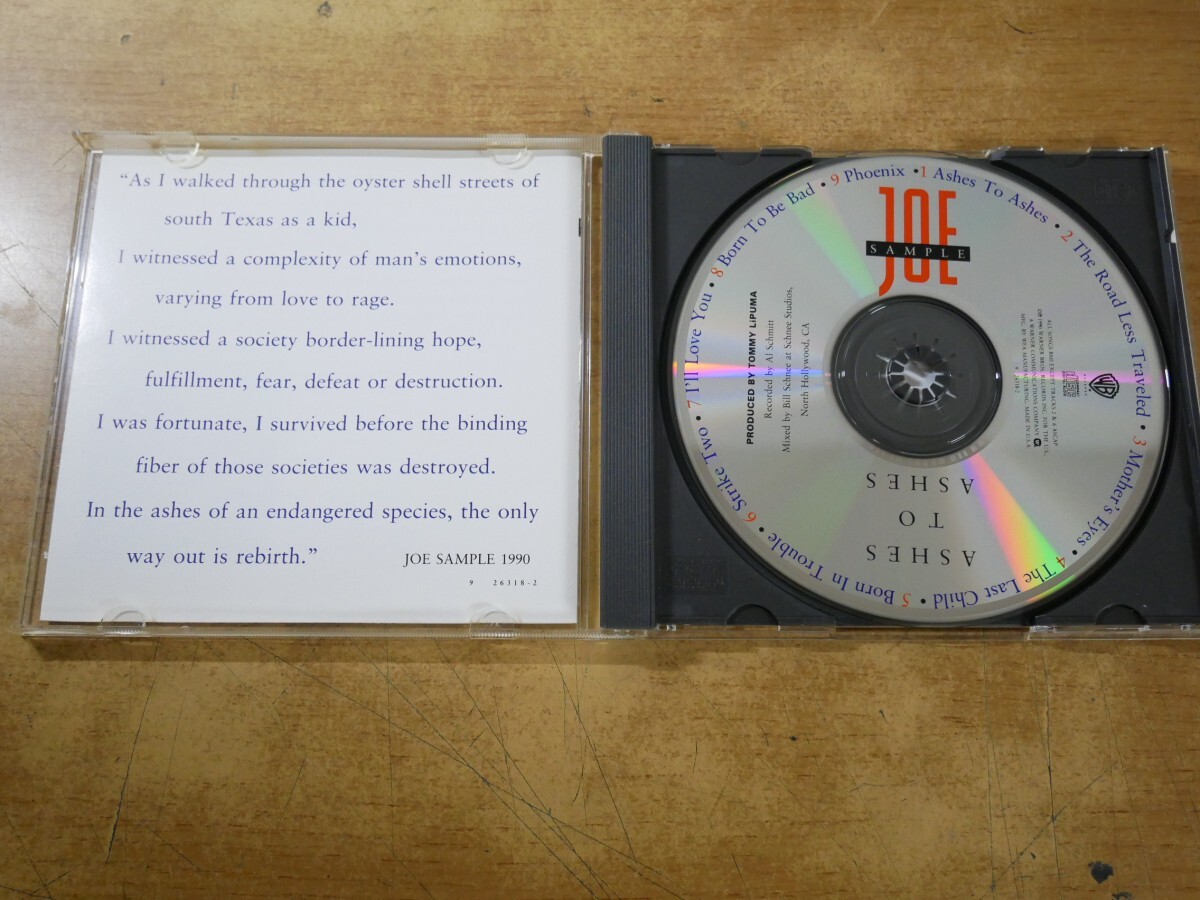 “As I walked through the oyster shell streets of
south Texas as a kid,
I witnessed a complexity of man's emotions,
varying from love to rage.
I witnessed a society border-lining hope,
fulfillment, fear, defeat or destruction.
I was fortunate, I survived before the binding
fiber of those societies was destroyed.
In the ashes of an endangered species, the only
way out is rebirth.”
JOE SAMPLE 1990
9 26318-2
JOE
SAMPLE
1 Ashes To Ashes • 2 The Road Less Traveled • 3 Mother's Eyes • 4 The Last Child • 5 Born In Trouble • 6 Strike Two • 7 I'll Love You • 8 Born To Be Bad • 9 Phoenix •
PRODUCED BY TOMMY LiPUMA
Recorded by Al Schmitt
Mixed by Bill Schnee at Schnee Studios,
North Hollywood, CA
ASHES
TO
ASHES
WB